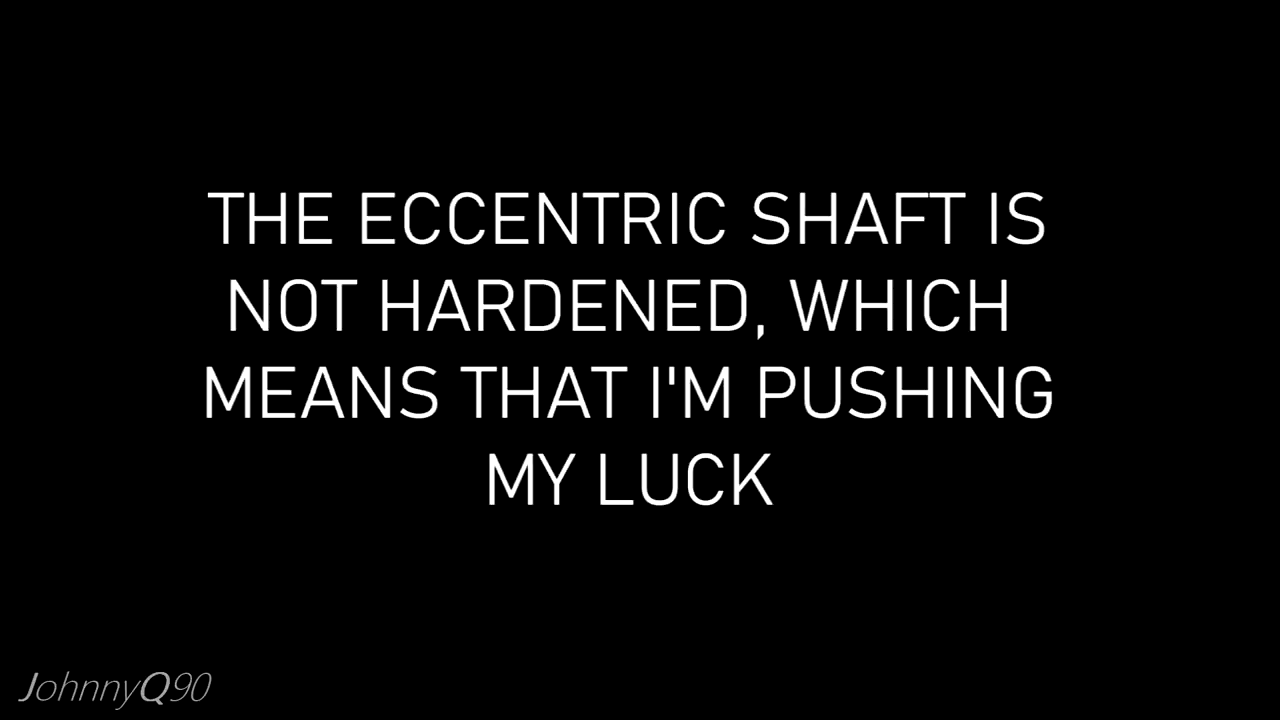 THE ECCENTRIC SHAFT IS
NOT HARDENED, WHICH
MEANS THAT I'M PUSHING
MY LUCK
JohnnyQ90